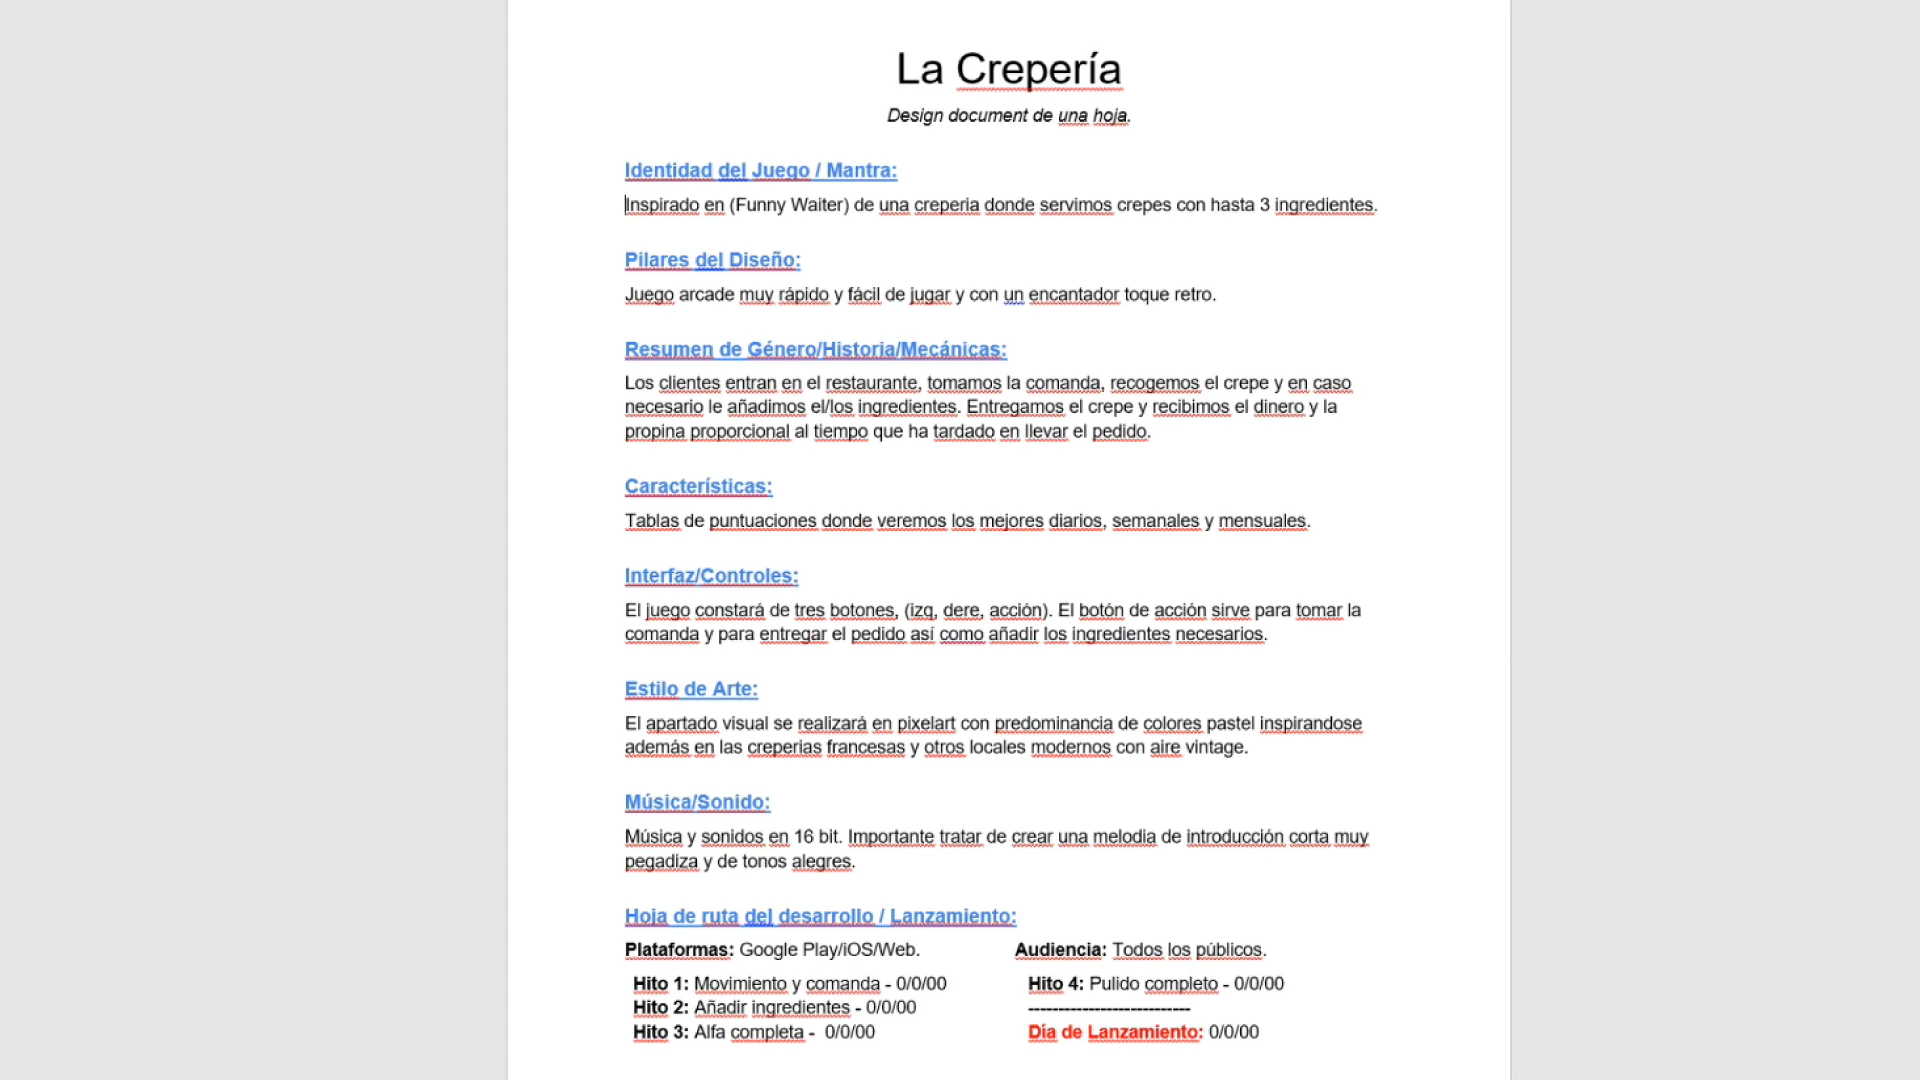 La Crepería
Design document de una hoja.
Identidad del Juego / Mantra:
Inspirado en (Funny Waiter) de una creperia donde servimos crepes con hasta 3 ingredientes.
Pilares del Diseño:
Juego arcade muy rápido y fácil de jugar y con un encantador toque retro.
Resumen de Género/Historia/Mecánicas:
Los clientes entran en el restaurante, tomamos la comanda, recogemos el crepe y en caso
necesario le añadimos el/los ingredientes. Entregamos el crepe y recibimos el dinero y la
propina proporcional al tiempo que ha tardado en llevar el pedido.
Características:
Tablas de puntuaciones donde veremos los mejores diarios, semanales y mensuales.
Interfaz/Controles:
El juego constará de tres botones, (izq, dere, acción). El botón de acción sirve para tomar la
comanda y para entregar el pedido así como añadir los ingredientes necesarios.
Estilo de Arte:
El apartado visual se realizará en pixelart con predominancia de colores pastel inspirandose
además en las creperias francesas y otros locales modernos con aire vintage.
Música/Sonido:
Música y sonidos en 16 bit. Importante tratar de crear una melodia de introducción corta muy
pegadiza y de tonos alegres.
Hoja de ruta del desarrollo / Lanzamiento:
Plataformas: Google Play/iOS/Web. Audiencia: Todos los públicos.
Hito 1: Movimiento y comanda - 0/0/00
Hito 2: Añadir ingredientes - 0/0/00
Hito 3: Alfa completa - 0/0/00
Hito 4: Pulido completo - 0/0/00
---------------------------
Día de Lanzamiento: 0/0/00